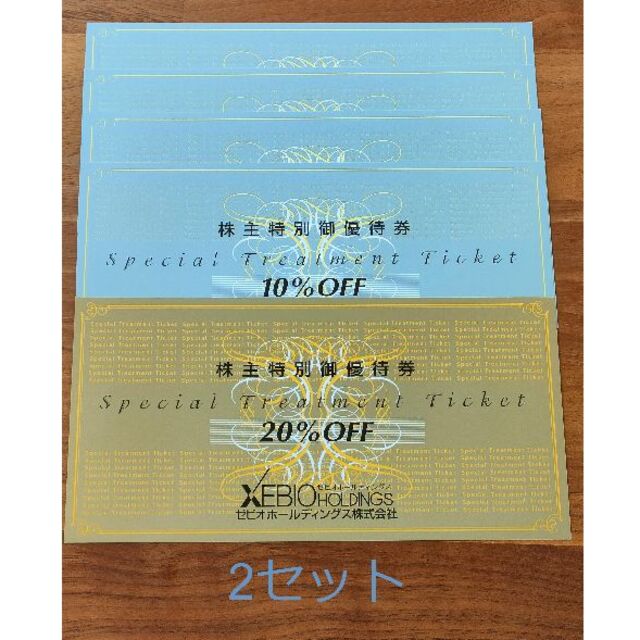 株主特別御優待券
Special Treatment Ticket
10%OFF
株主特別御優待券
Special Treatment Ticket
20%OFF
ゼビオホールディングス
XEBIO HOLDINGS
ゼビオホールディングス株式会社
2セット